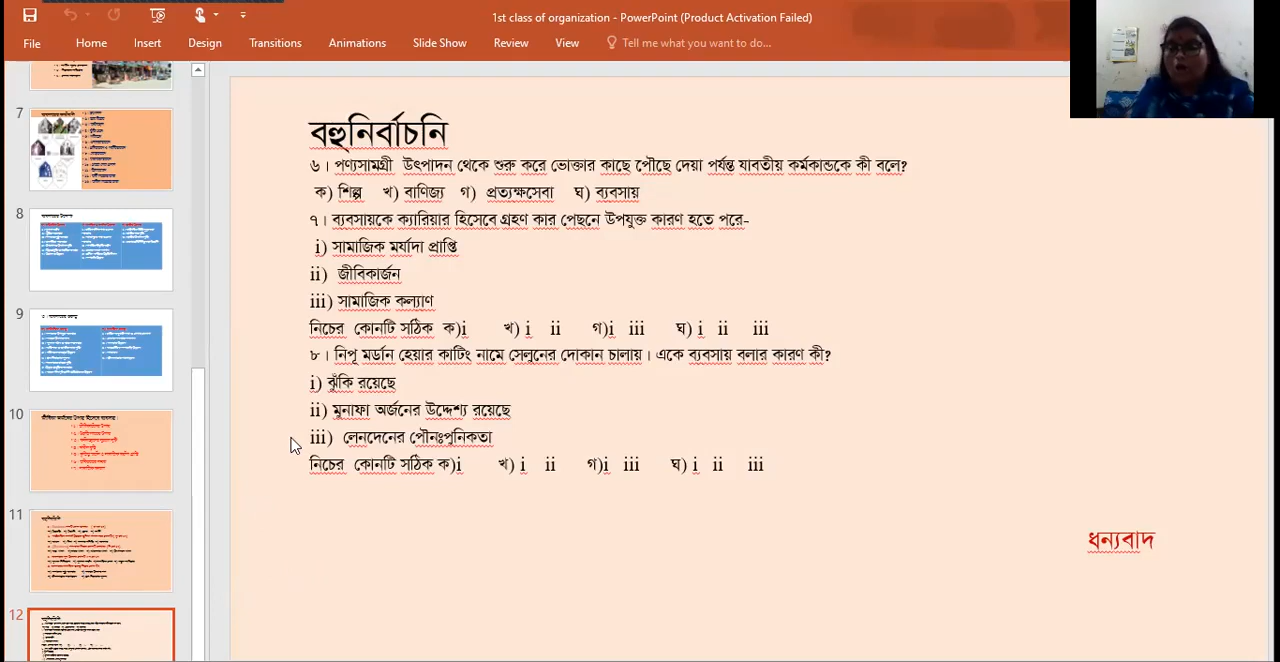 1st class of organization - PowerPoint (Product Activation Failed)
File Home Insert Design Transitions Animations Slide Show Review View Tell me what you want to do...
7
8
9
10
11
12
বহুনির্বাচনি
৬। পণ্যসামগ্রী উৎপাদন থেকে শুরু করে ভোক্তার কাছে পৌছে দেয়া পর্যন্ত যাবতীয় কর্মকান্ডকে কী বলে?
ক) শিল্প খ) বাণিজ্য গ) প্রত্যক্ষসেবা ঘ) ব্যবসায়
৭। ব্যবসায়কে ক্যারিয়ার হিসেবে গ্রহণ কার পেছনে উপযুক্ত কারণ হতে পরে-
i) সামাজিক মর্যাদা প্রাপ্তি
ii) জীবিকার্জন
iii) সামাজিক কল্যাণ
নিচের কোনটি সঠিক ক)i খ) i ii গ)i iii ঘ) i ii iii
৮। নিপু মর্ডান হেয়ার কাটিং নামে সেলুনের দোকান চালায়। একে ব্যবসায় বলার কারণ কী?
i) ঝুঁকি রয়েছে
ii) মুনাফা অর্জনের উদ্দেশ্য রয়েছে
iii) লেনদেনের পৌনঃপুনিকতা
নিচের কোনটি সঠিক ক)i খ) i ii গ)i iii ঘ) i ii iii
ধন্যবাদ